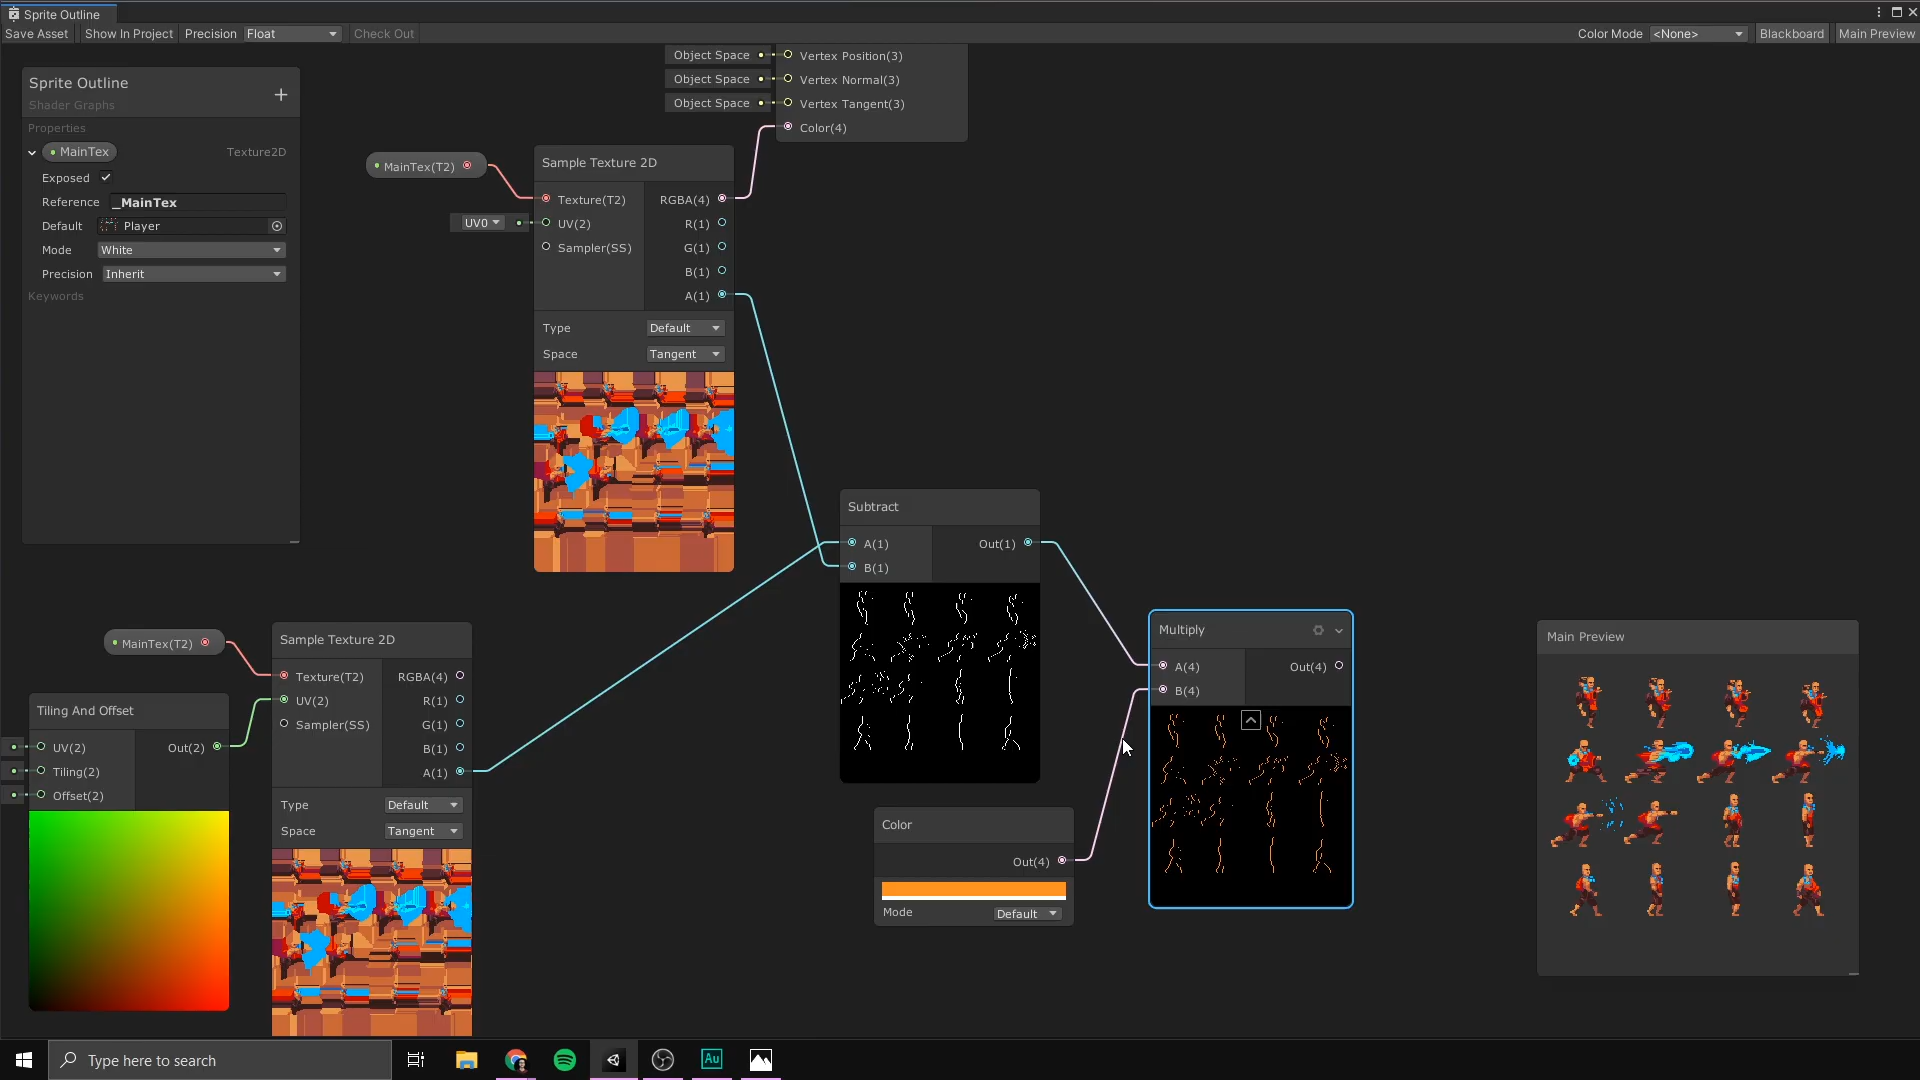 Sprite Outline
Save Asset Show In Project Precision Float Check Out Color Mode <None> Blackboard Main Preview
Object Space Vertex Position(3)
Object Space Vertex Normal(3)
Object Space Vertex Tangent(3)
Color(4)
Sprite Outline
Shader Graphs
Properties
MainTex Texture2D
Exposed
Reference _MainTex
Default Player
Mode White
Precision Inherit
Keywords
MainTex(T2)
UV0
Sample Texture 2D
Texture(T2) RGBA(4)
UV(2) R(1)
Sampler(SS) G(1)
B(1)
A(1)
Type Default
Space Tangent
Subtract
A(1) Out(1)
B(1)
MainTex(T2)
Sample Texture 2D
Texture(T2) RGBA(4)
UV(2) R(1)
Sampler(SS) G(1)
B(1)
A(1)
Type Default
Space Tangent
Tiling And Offset
UV(2) Out(2)
Tiling(2)
Offset(2)
Multiply
A(4) Out(4)
B(4)
Color
Out(4)
Mode Default
Main Preview
Type here to search
Au